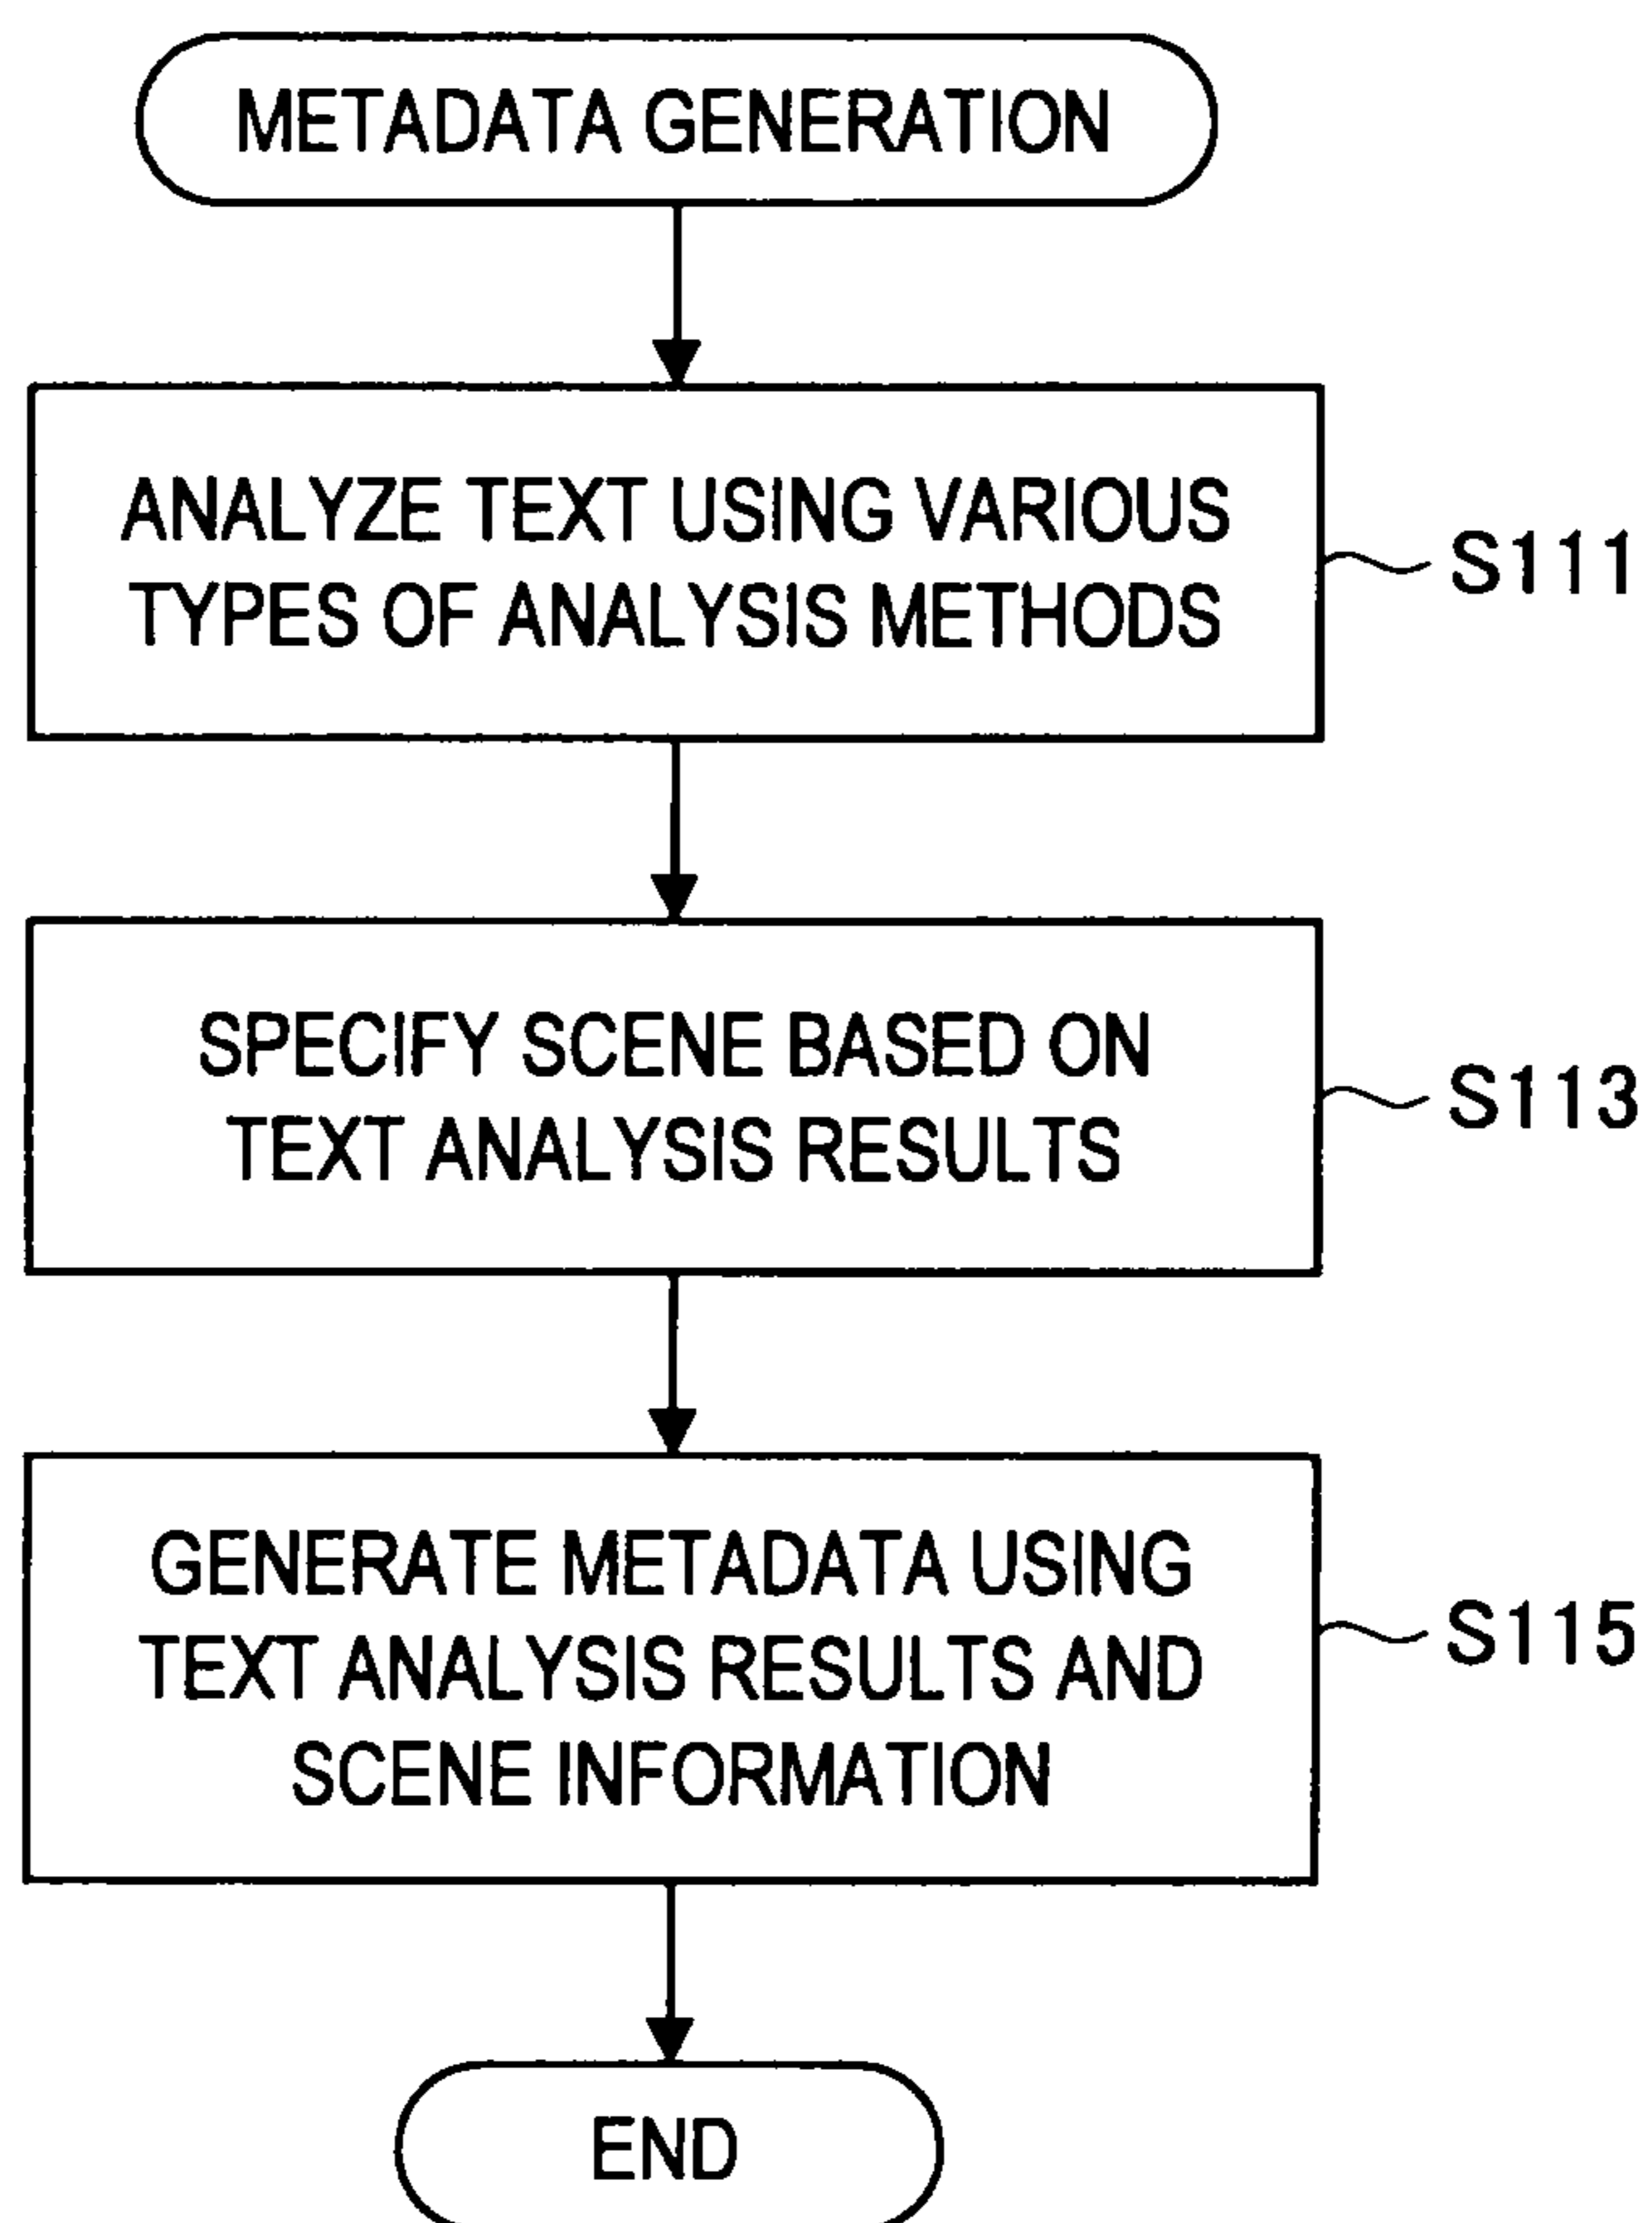 METADATA GENERATION
ANALYZE TEXT USING VARIOUS
TYPES OF ANALYSIS METHODS
S111
SPECIFY SCENE BASED ON
TEXT ANALYSIS RESULTS
S113
GENERATE METADATA USING
TEXT ANALYSIS RESULTS AND
SCENE INFORMATION
S115
END